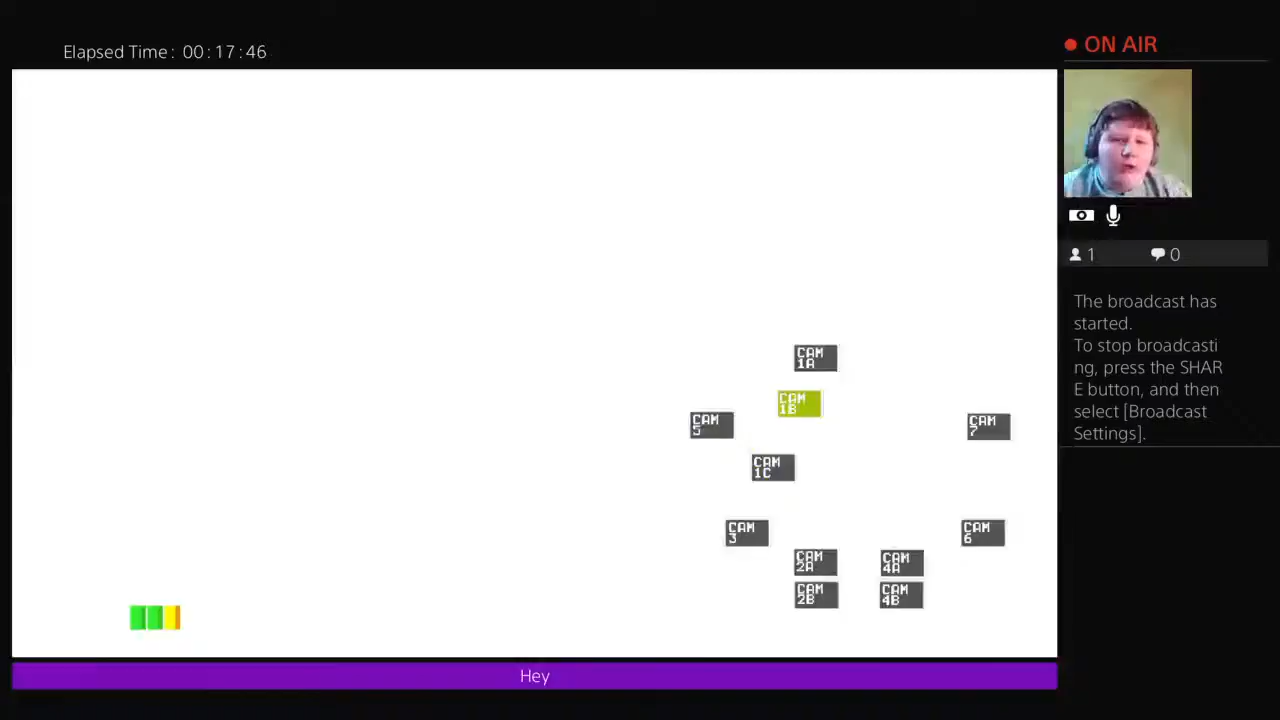 Elapsed Time: 00:17:46
ON AIR
1
0
The broadcast has
started.
To stop broadcasti
ng, press the SHAR
E button, and then
select [Broadcast
Settings].
CAM
1A
CAM
1B
CAM
5
CAM
7
CAM
1C
CAM
3
CAM
6
CAM
2A
CAM
4A
CAM
2B
CAM
4B
Hey